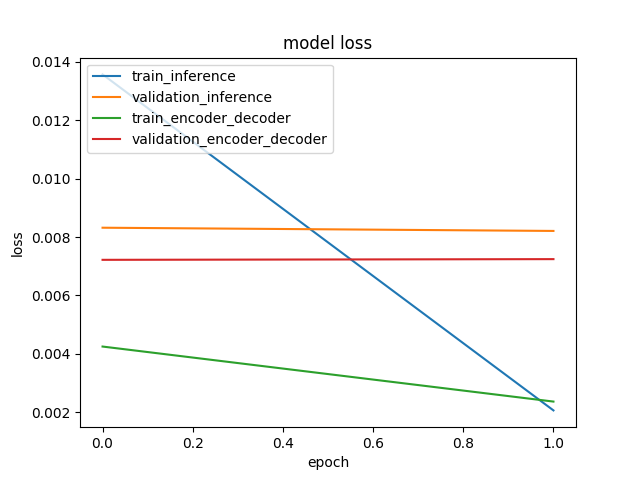 model loss
0.014
0.012
0.010
0.008
0.006
0.004
0.002
loss
train_inference
validation_inference
train_encoder_decoder
validation_encoder_decoder
0.0 0.2 0.4 0.6 0.8 1.0
epoch